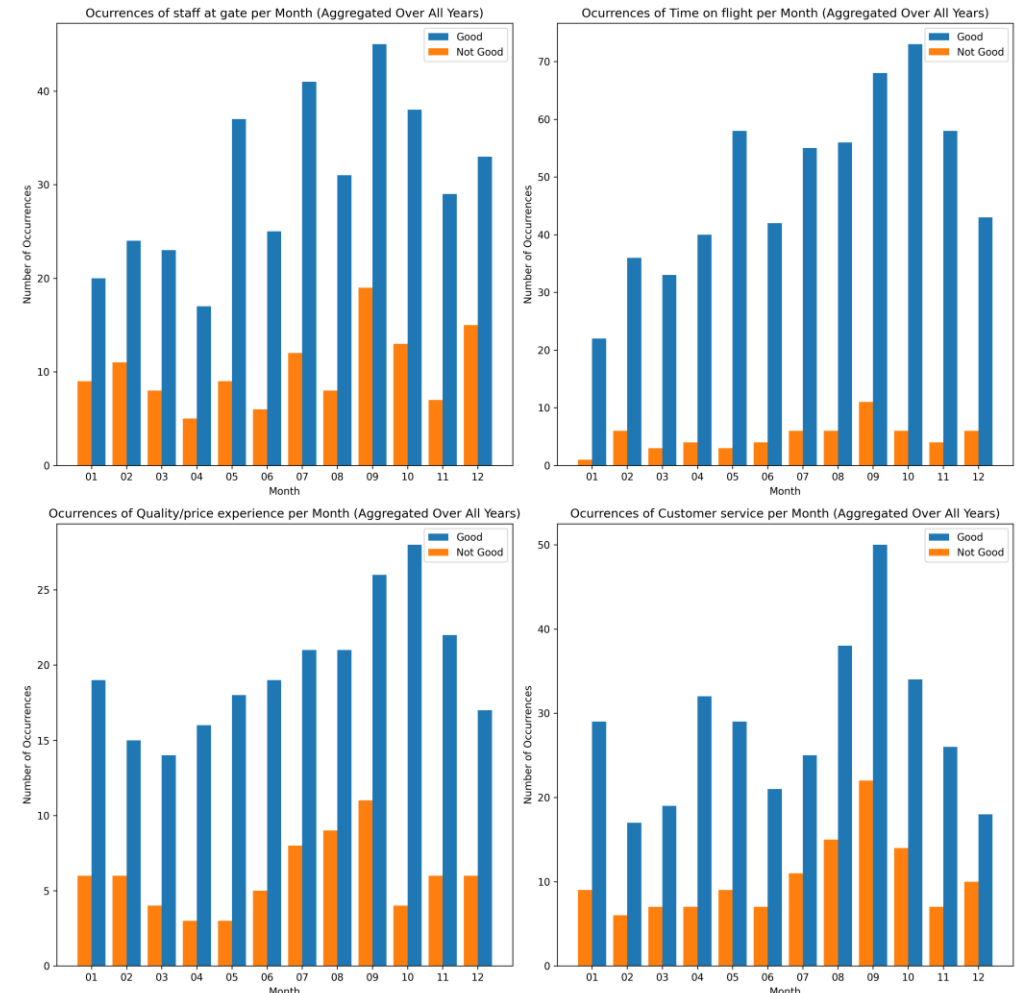 Ocurrences of staff at gate per Month (Aggregated Over All Years)
Good
Not Good
Number of Occurrences
40
30
20
10
0
01 02 03 04 05 06 07 08 09 10 11 12
Month
Ocurrences of Time on flight per Month (Aggregated Over All Years)
Good
Not Good
Number of Occurrences
70
60
50
40
30
20
10
0
01 02 03 04 05 06 07 08 09 10 11 12
Month
Ocurrences of Quality/price experience per Month (Aggregated Over All Years)
Good
Not Good
Number of Occurrences
25
20
15
10
5
0
01 02 03 04 05 06 07 08 09 10 11 12
Month
Ocurrences of Customer service per Month (Aggregated Over All Years)
Good
Not Good
Number of Occurrences
50
40
30
20
10
0
01 02 03 04 05 06 07 08 09 10 11 12
Month